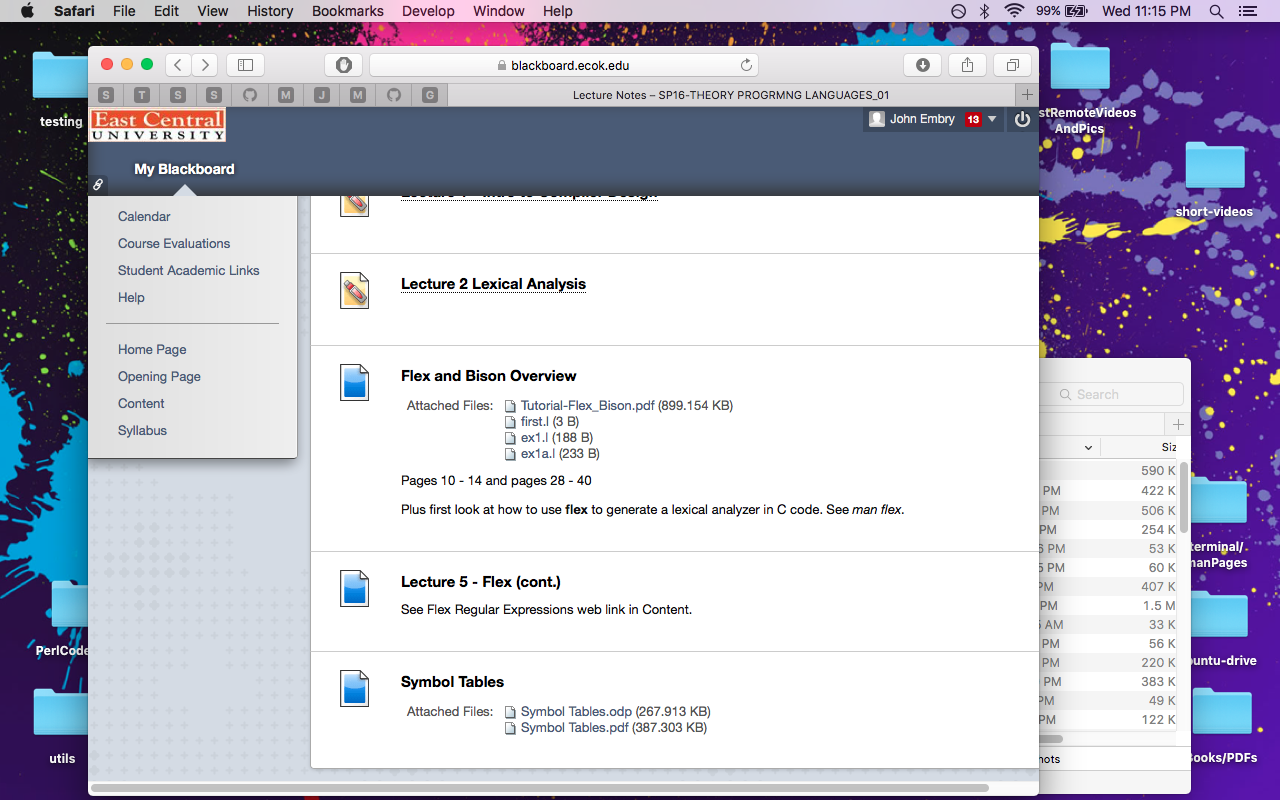 Safari File Edit View History Bookmarks Develop Window Help 99% Wed 11:15 PM
blackboard.ecok.edu
S T S S M J M G Lecture Notes – SP16-THEORY PROGRMNG LANGUAGES_01
East Central
UNIVERSITY
John Embry 13
My Blackboard
Calendar
Course Evaluations
Student Academic Links
Help
Home Page
Opening Page
Content
Syllabus
Lecture 2 Lexical Analysis
Flex and Bison Overview
Attached Files: Tutorial-Flex_Bison.pdf (899.154 KB)
first.l (3 B)
ex1.l (188 B)
ex1a.l (233 B)
Pages 10 - 14 and pages 28 - 40
Plus first look at how to use flex to generate a lexical analyzer in C code. See man flex.
Lecture 5 - Flex (cont.)
See Flex Regular Expressions web link in Content.
Symbol Tables
Attached Files: Symbol Tables.odp (267.913 KB)
Symbol Tables.pdf (387.303 KB)
testing
PerlCode
utils
stRemoteVideos
AndPics
short-videos
terminal/
manPages
buntu-drive
Books/PDFs
Search
Siz
590 K
PM 422 K
PM 506 K
PM 254 K
5 PM 53 K
5 PM 60 K
PM 407 K
PM 1.5 M
5 AM 33 K
PM 56 K
PM 220 K
PM 383 K
PM 49 K
PM 122 K
hots